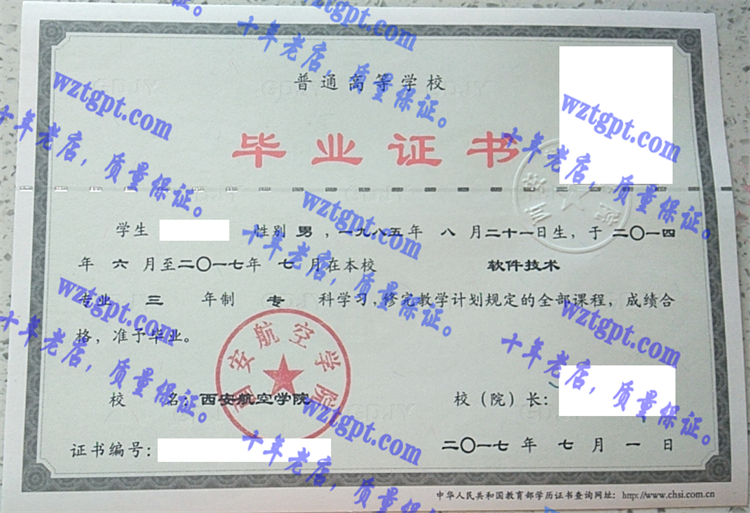 普通高等学校
毕业证书
学生 性别 男 ，一九八五年 八 月二十一日生，于二〇一四
年 六 月至二〇一七年 七 月在本校 软件技术
专业 三 年制 专 科学习，修完教学计划规定的全部课程，成绩合
格，准予毕业。
西安航空学院
校 名：西安航空学院 校（院）长：
证书编号： 二〇一七年 七 月 一 日
中华人民共和国教育部学历证书查询网址：http://www.chsi.com.cn
wztgpt.com
十年老店，质量保证。